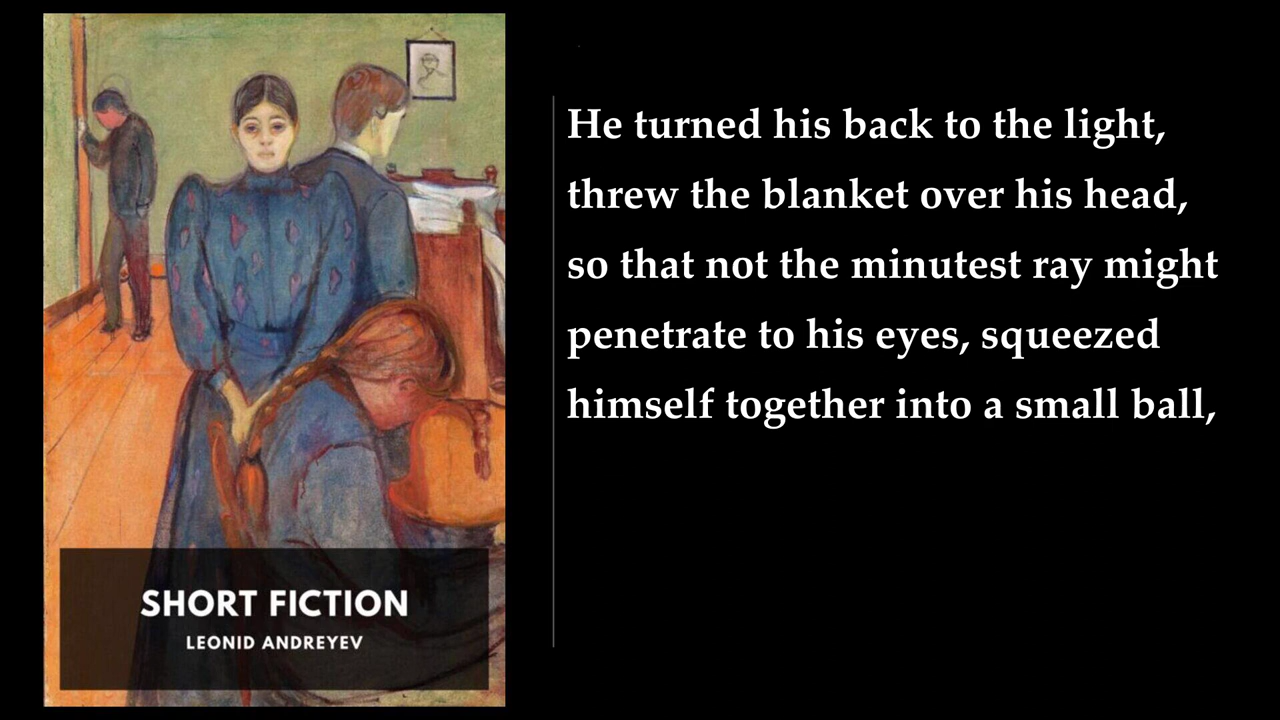 SHORT FICTION
LEONID ANDREYEV
He turned his back to the light,
threw the blanket over his head,
so that not the minutest ray might
penetrate to his eyes, squeezed
himself together into a small ball,